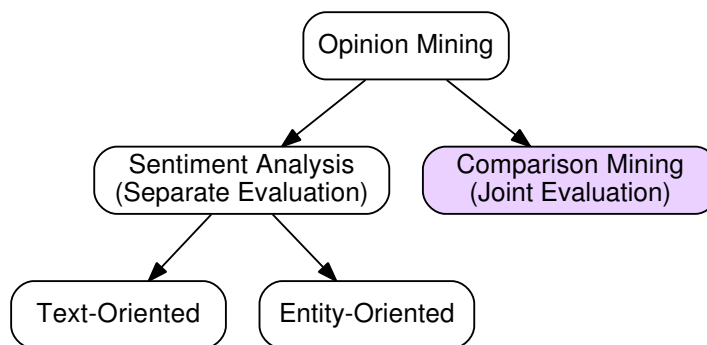 Opinion Mining
Sentiment Analysis
(Separate Evaluation)
Comparison Mining
(Joint Evaluation)
Text-Oriented
Entity-Oriented